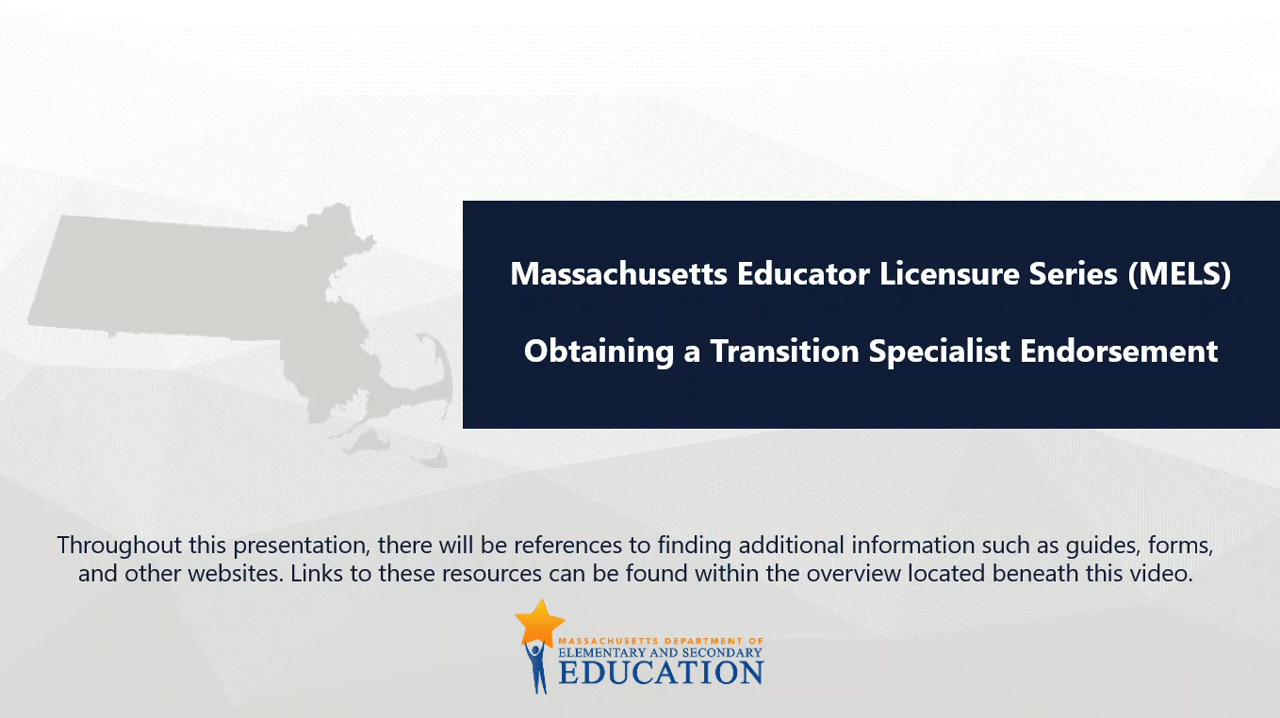 Massachusetts Educator Licensure Series (MELS)
Obtaining a Transition Specialist Endorsement
Throughout this presentation, there will be references to finding additional information such as guides, forms,
and other websites. Links to these resources can be found within the overview located beneath this video.
MASSACHUSETTS DEPARTMENT OF
ELEMENTARY AND SECONDARY
EDUCATION